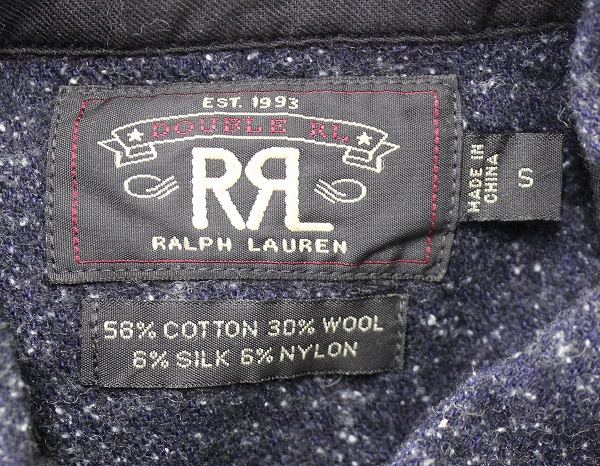 EST. 1993
DOUBLE RL
RRL
RALPH LAUREN
MADE IN
CHINA
S
58% COTTON 30% WOOL
6% SILK 6% NYLON